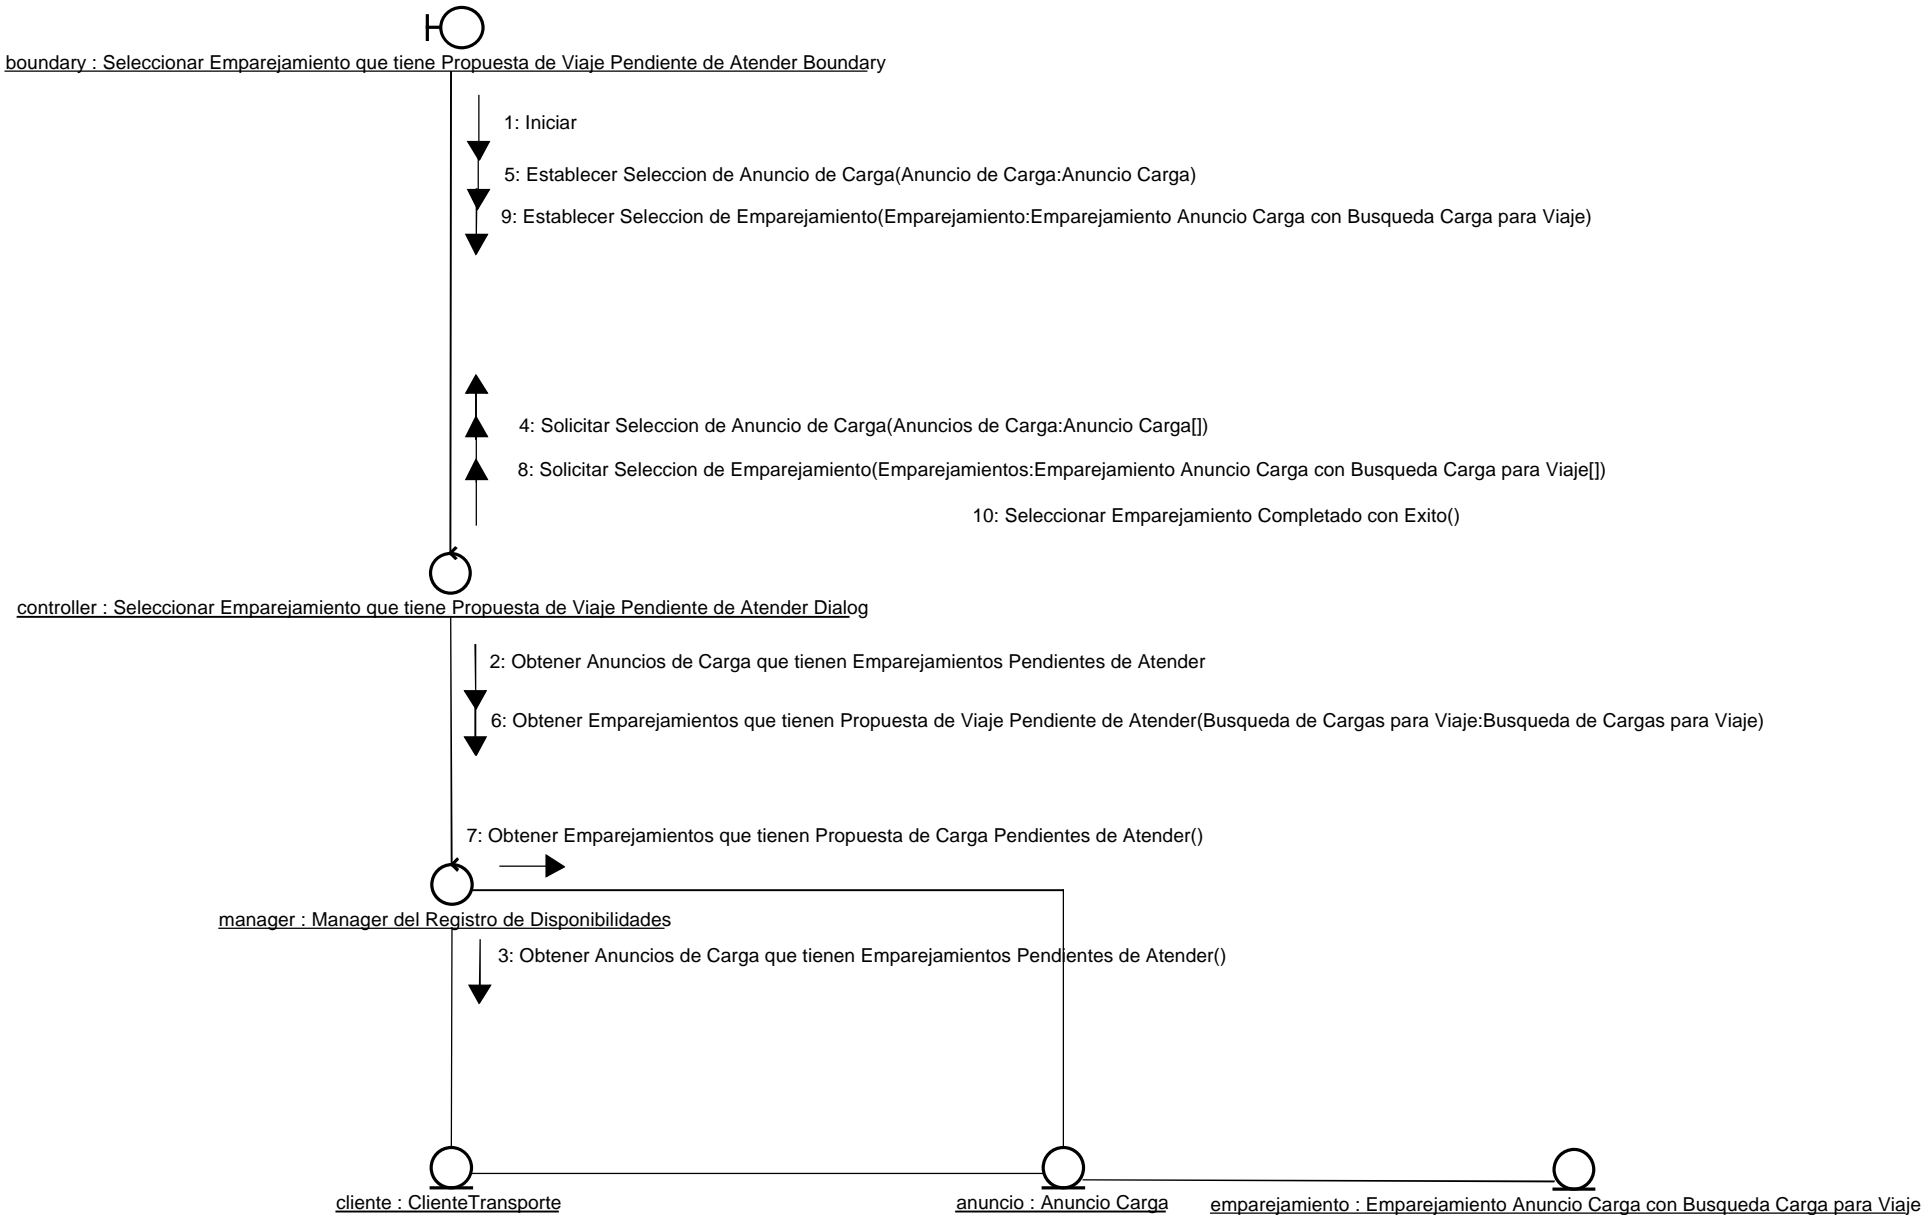 boundary : Seleccionar Emparejamiento que tiene Propuesta de Viaje Pendiente de Atender Boundary
1: Iniciar
5: Establecer Seleccion de Anuncio de Carga(Anuncio de Carga:Anuncio Carga)
9: Establecer Seleccion de Emparejamiento(Emparejamiento:Emparejamiento Anuncio Carga con Busqueda Carga para Viaje)
4: Solicitar Seleccion de Anuncio de Carga(Anuncios de Carga:Anuncio Carga[])
8: Solicitar Seleccion de Emparejamiento(Emparejamientos:Emparejamiento Anuncio Carga con Busqueda Carga para Viaje[])
10: Seleccionar Emparejamiento Completado con Exito()
controller : Seleccionar Emparejamiento que tiene Propuesta de Viaje Pendiente de Atender Dialog
2: Obtener Anuncios de Carga que tienen Emparejamientos Pendientes de Atender
6: Obtener Emparejamientos que tienen Propuesta de Viaje Pendiente de Atender(Busqueda de Cargas para Viaje:Busqueda de Cargas para Viaje)
7: Obtener Emparejamientos que tienen Propuesta de Carga Pendientes de Atender()
manager : Manager del Registro de Disponibilidades
3: Obtener Anuncios de Carga que tienen Emparejamientos Pendientes de Atender()
cliente : ClienteTransporte
anuncio : Anuncio Carga
emparejamiento : Emparejamiento Anuncio Carga con Busqueda Carga para Viaje